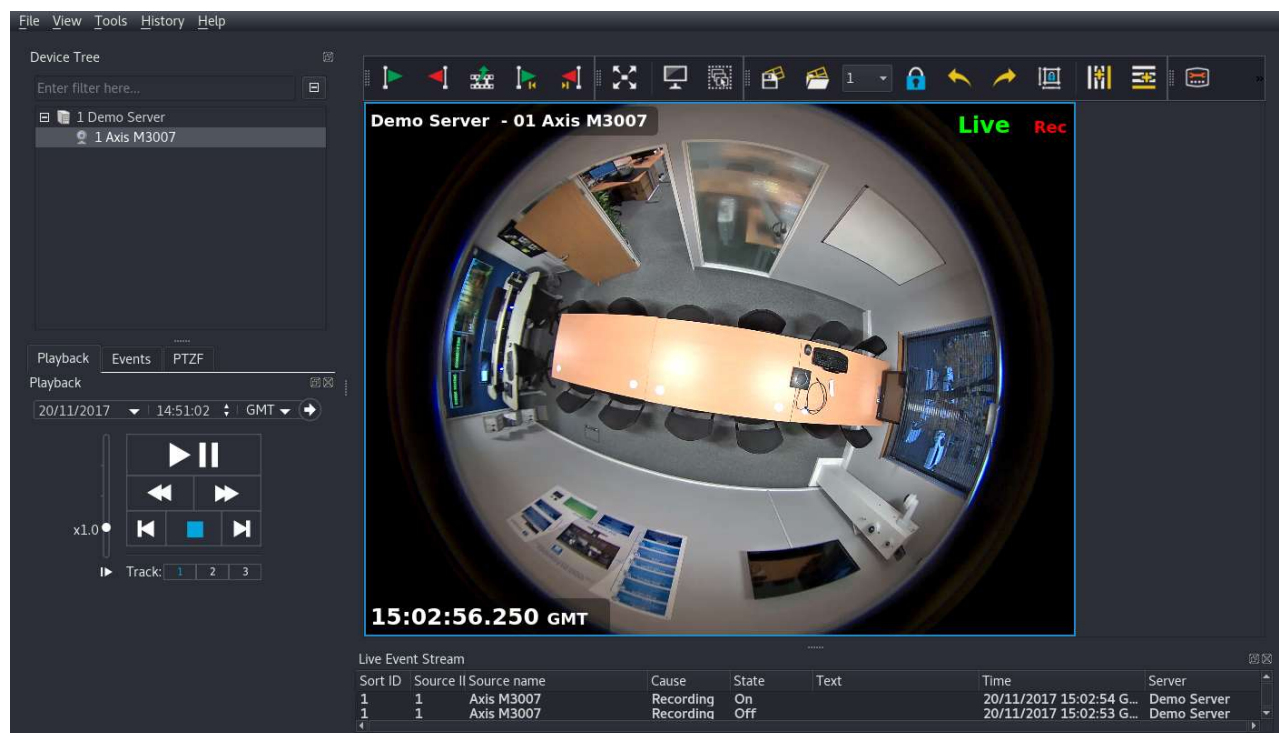 File View Tools History Help
Device Tree
Enter filter here...
1 Demo Server
1 Axis M3007
1
Demo Server - 01 Axis M3007
Live Rec
15:02:56.250 GMT
Playback Events PTZF
Playback
20/11/2017 14:51:02 GMT
x1.0
Track: 1 2 3
Live Event Stream
Sort ID Source II Source name Cause State Text Time Server
1 1 Axis M3007 Recording On 20/11/2017 15:02:54 G... Demo Server
1 1 Axis M3007 Recording Off 20/11/2017 15:02:53 G... Demo Server